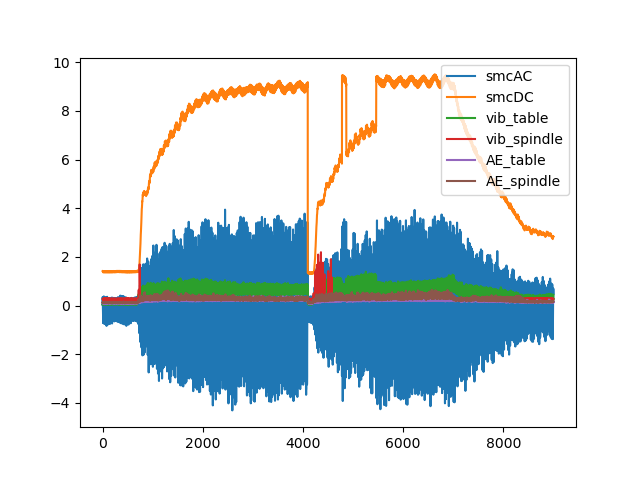 10
8
6
4
2
0
−2
−4
0
2000
4000
6000
8000
smcAC
smcDC
vib_table
vib_spindle
AE_table
AE_spindle